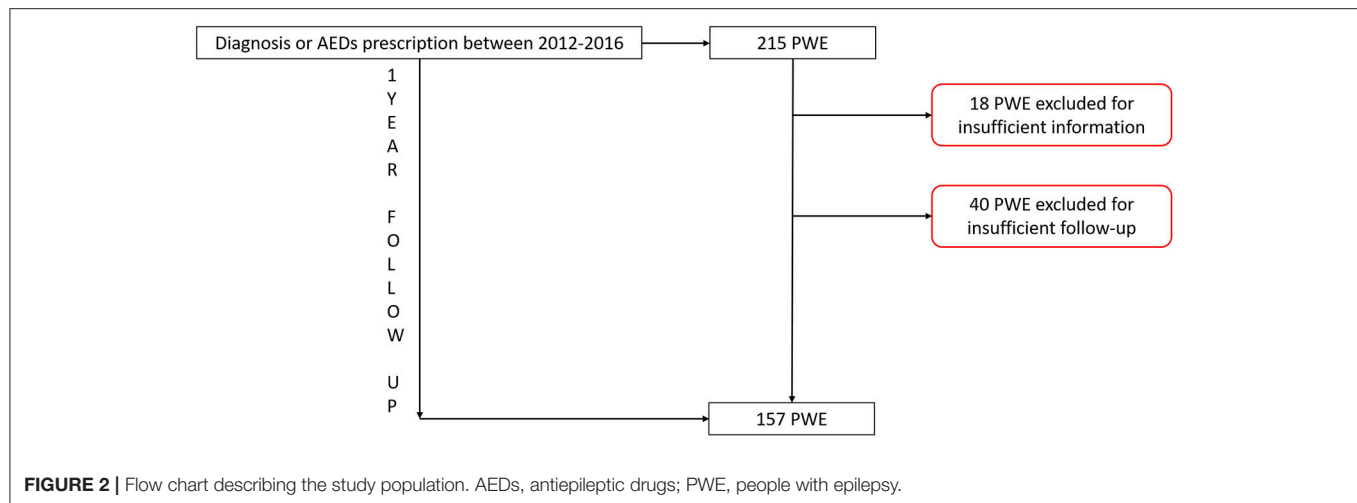 Diagnosis or AEDs prescription between 2012-2016
215 PWE
1
Y
E
A
R
F
O
L
L
O
W
U
P
18 PWE excluded for
insufficient information
40 PWE excluded for
insufficient follow-up
157 PWE
FIGURE 2 | Flow chart describing the study population. AEDs, antiepileptic drugs; PWE, people with epilepsy.